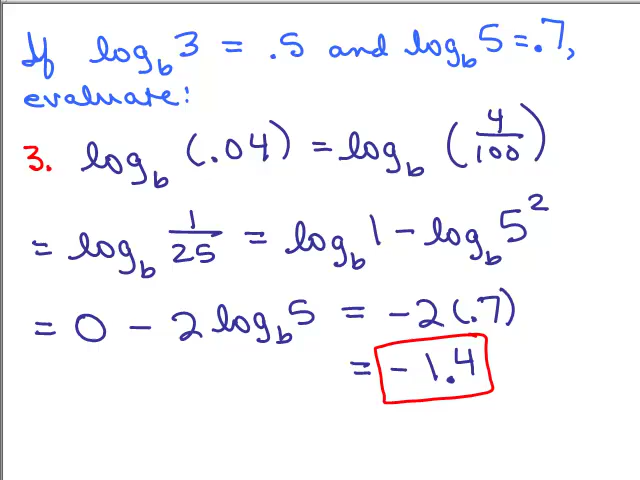 If log_b 3 = .5 and log_b 5 = .7,
evaluate:
3. log_b (.04) = log_b (4/100)
= log_b 1/25 = log_b 1 - log_b 5^2
= 0 - 2 log_b 5 = -2(.7)
= -1.4